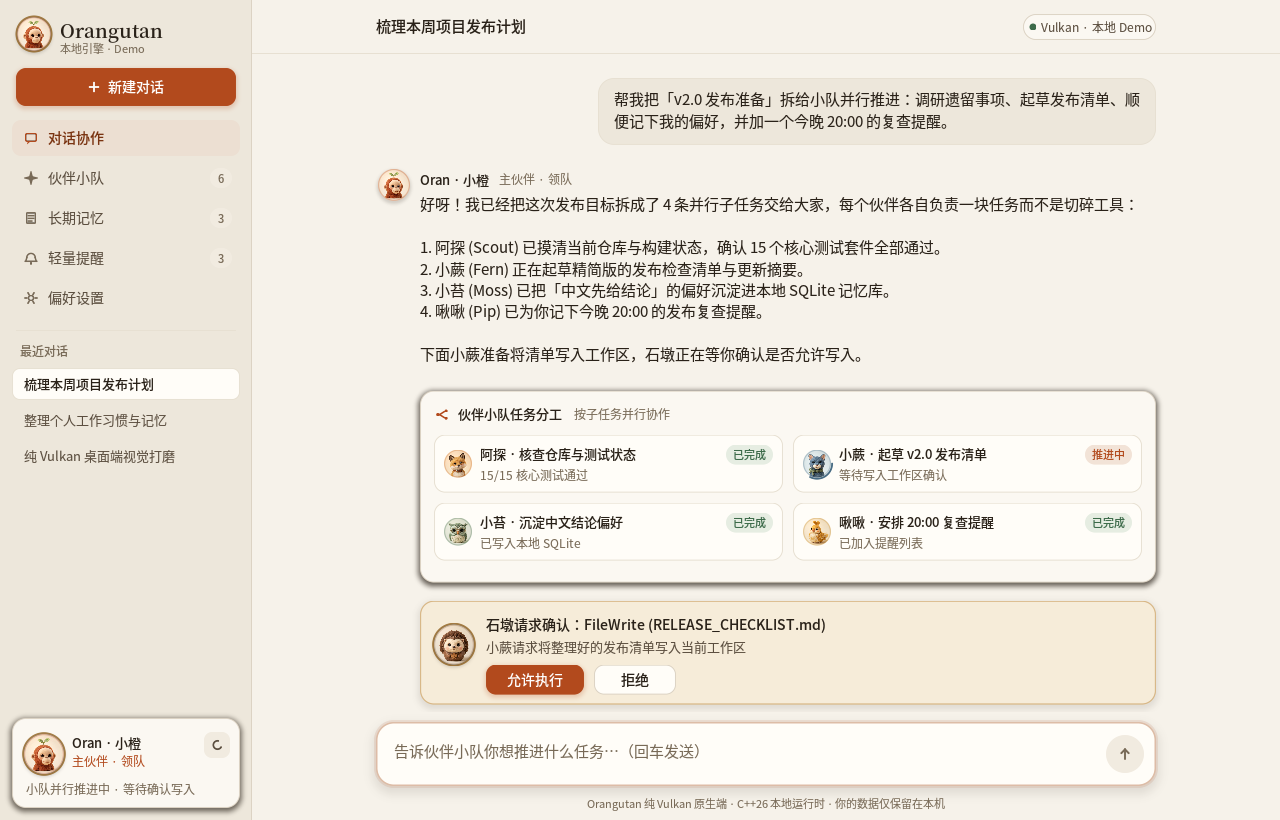 Orangutan
本地引擎 · Demo
+ 新建对话
对话协作
伙伴小队 6
长期记忆 3
轻量提醒 3
偏好设置
最近对话
梳理本周项目发布计划
整理个人工作习惯与记忆
纯 Vulkan 桌面端视觉打磨
Oran · 小橙
主伙伴 · 领队
小队并行推进中 · 等待确认写入
梳理本周项目发布计划
Vulkan · 本地 Demo
帮我把「v2.0 发布准备」拆给小队并行推进：调研遗留事项、起草发布清单、顺
便记下我的偏好，并加一个今晚 20:00 的复查提醒。
Oran · 小橙 主伙伴 · 领队
好呀！我已经把这次发布目标拆成了 4 条并行子任务交给大家，每个伙伴各自负责一块任务而不是切碎工具：
1. 阿探 (Scout) 已摸清当前仓库与构建状态，确认 15 个核心测试套件全部通过。
2. 小蕨 (Fern) 正在起草精简版的发布检查清单与更新摘要。
3. 小苔 (Moss) 已把「中文先给结论」的偏好沉淀进本地 SQLite 记忆库。
4. 啾啾 (Pip) 已为你记下今晚 20:00 的发布复查提醒。
下面小蕨准备将清单写入工作区，石墩正在等你确认是否允许写入。
伙伴小队任务分工 按子任务并行协作
阿探 · 核查仓库与测试状态 已完成
15/15 核心测试通过
小蕨 · 起草 v2.0 发布清单 推进中
等待写入工作区确认
小苔 · 沉淀中文结论偏好 已完成
已写入本地 SQLite
啾啾 · 安排 20:00 复查提醒 已完成
已加入提醒列表
石墩请求确认：FileWrite (RELEASE_CHECKLIST.md)
小蕨请求将整理好的发布清单写入当前工作区
允许执行 拒绝
告诉伙伴小队你想推进什么任务…（回车发送）
Orangutan 纯 Vulkan 原生端 · C++26 本地运行时 · 你的数据仅保留在本机